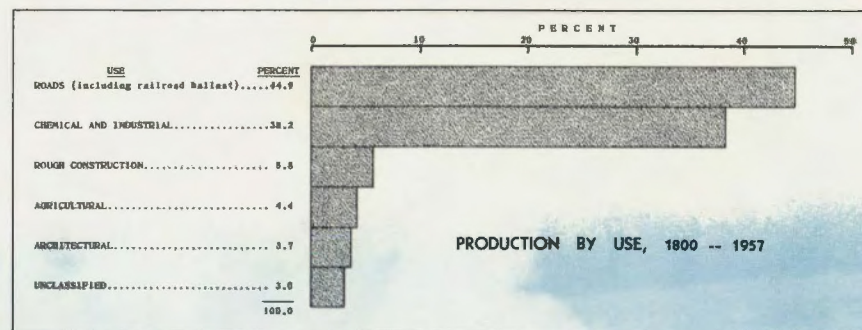 PERCENT
0 10 20 30 40 50
USE PERCENT
ROADS (including railroad ballast).....44.9
CHEMICAL AND INDUSTRIAL................38.2
ROUGH CONSTRUCTION..................... 5.8
AGRICULTURAL........................... 4.4
ARCHITECTURAL.......................... 3.7
PRODUCTION BY USE, 1800 -- 1957
UNCLASSIFIED........................... 3.0
100.0